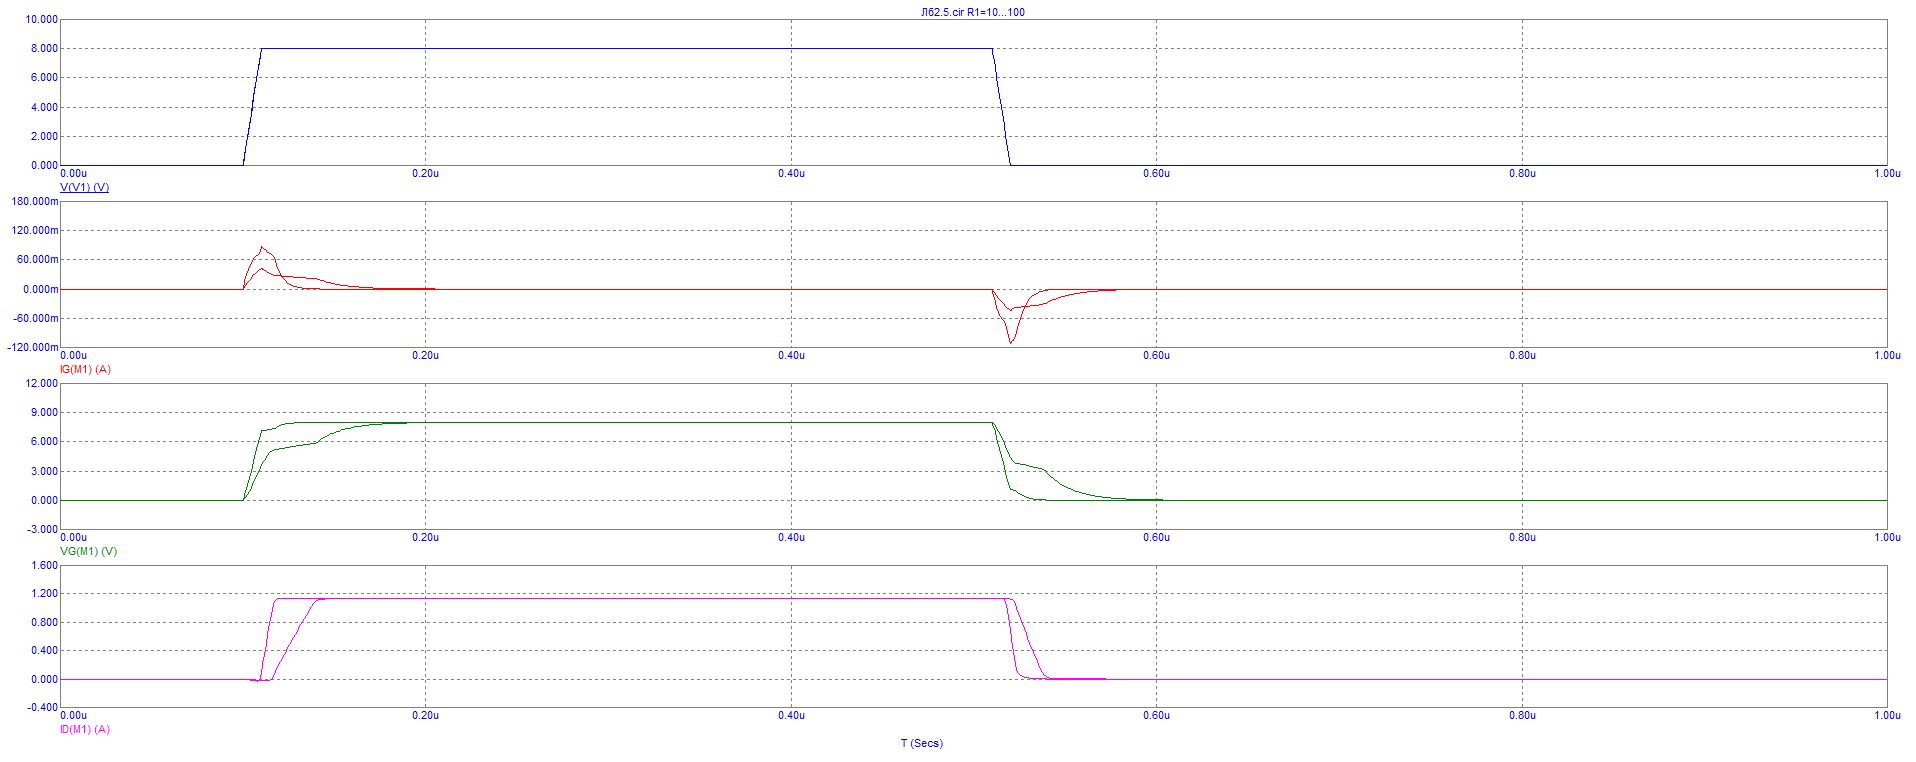 Лб2.5.cir R1=10...100
10.000
8.000
6.000
4.000
2.000
0.000
0.00u 0.20u 0.40u 0.60u 0.80u 1.00u
V(V1) (V)
180.000m
120.000m
60.000m
0.000m
-60.000m
-120.000m
0.00u 0.20u 0.40u 0.60u 0.80u 1.00u
IG(M1) (A)
12.000
9.000
6.000
3.000
0.000
-3.000
0.00u 0.20u 0.40u 0.60u 0.80u 1.00u
VG(M1) (V)
1.600
1.200
0.800
0.400
0.000
-0.400
0.00u 0.20u 0.40u 0.60u 0.80u 1.00u
ID(M1) (A)
T (Secs)